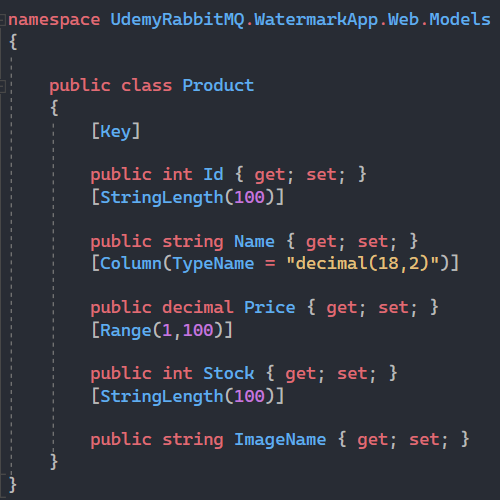 namespace UdemyRabbitMQ.WatermarkApp.Web.Models
{
public class Product
{
[Key]
public int Id { get; set; }
[StringLength(100)]
public string Name { get; set; }
[Column(TypeName = "decimal(18,2)")]
public decimal Price { get; set; }
[Range(1,100)]
public int Stock { get; set; }
[StringLength(100)]
public string ImageName { get; set; }
}
}